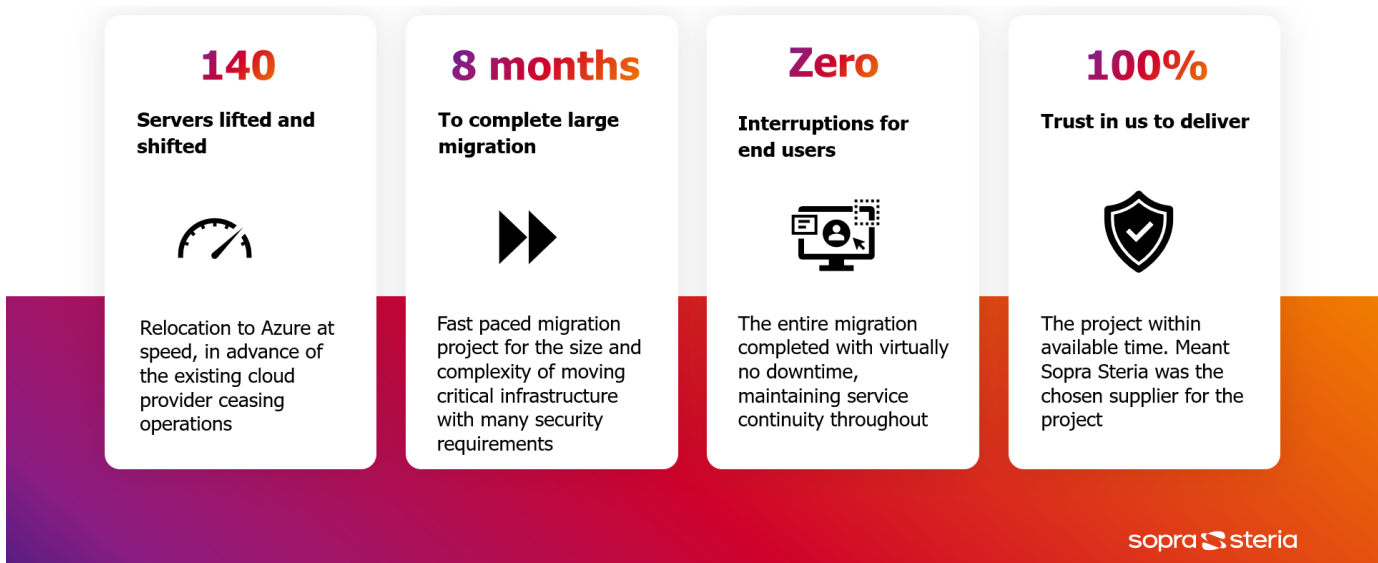 140
Servers lifted and
shifted
Relocation to Azure at
speed, in advance of
the existing cloud
provider ceasing
operations
8 months
To complete large
migration
Fast paced migration
project for the size and
complexity of moving
critical infrastructure
with many security
requirements
Zero
Interruptions for
end users
The entire migration
completed with virtually
no downtime,
maintaining service
continuity throughout
100%
Trust in us to deliver
The project within
available time. Meant
Sopra Steria was the
chosen supplier for the
project
sopra steria